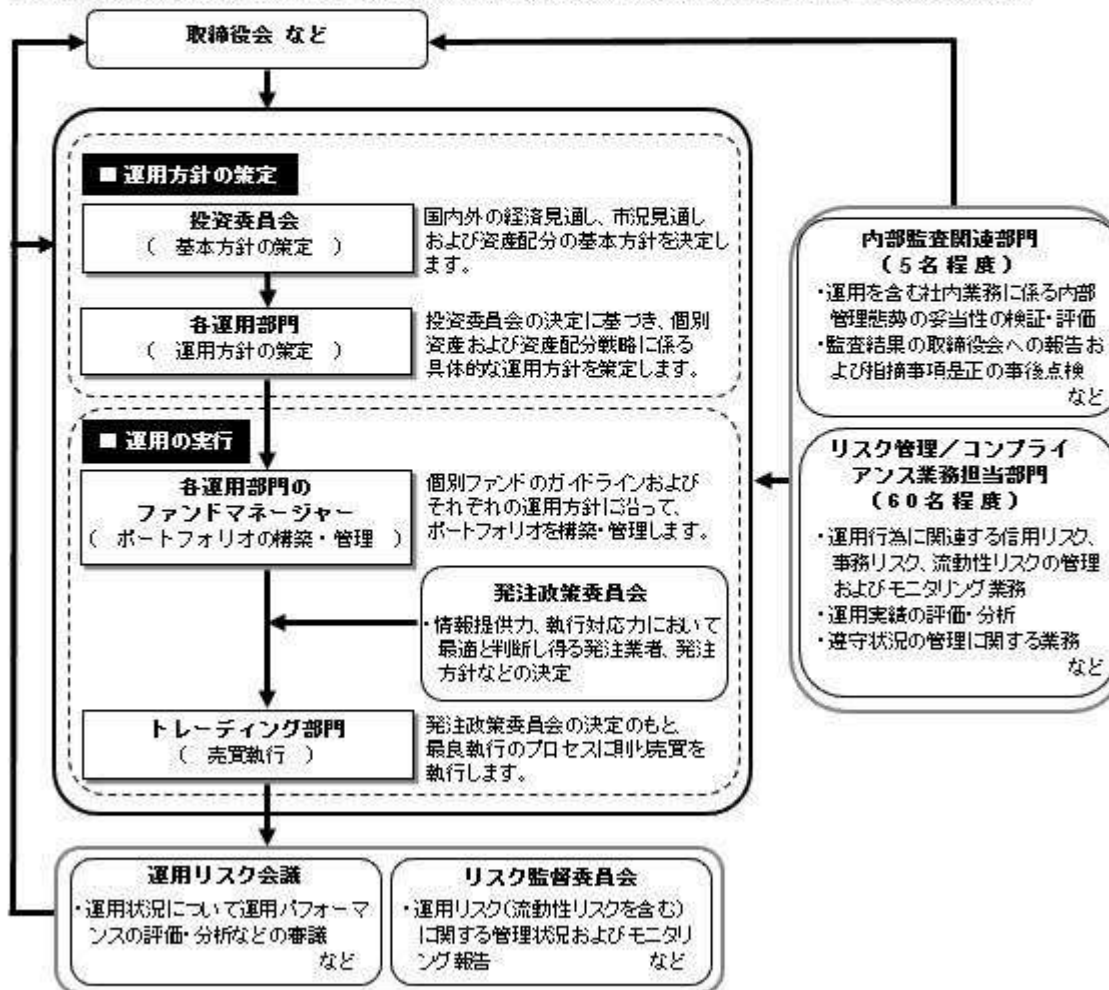 取締役会 など
■ 運用方針の策定
投資委員会
( 基本方針の策定 )
国内外の経済見通し、市況見通し
および資産配分の基本方針を決定し
ます。
各運用部門
( 運用方針の策定 )
投資委員会の決定に基づき、個別
資産および資産配分戦略に係る
具体的な運用方針を策定します。
■ 運用の実行
各運用部門の
ファンドマネージャー
( ポートフォリオの構築・管理 )
個別ファンドのガイドラインおよび
それぞれの運用方針に沿って、
ポートフォリオを構築・管理します。
発注政策委員会
・情報提供力、執行対応力において
最適と判断し得る発注業者、発注
方針などの決定
トレーディング部門
( 売買執行 )
発注政策委員会の決定のもと、
最良執行のプロセスに則り売買を
執行します。
内部監査関連部門
(5名程度)
・運用を含む社内業務に係る内部
管理態勢の妥当性の検証・評価
・監査結果の取締役会への報告お
よび指摘事項是正の事後点検
など
リスク管理/コンプライ
アンス業務担当部門
(60名程度)
・運用行為に関連する信用リスク、
事務リスク、流動性リスクの管理
およびモニタリング業務
・運用実績の評価・分析
・遵守状況の管理に関する業務
など
運用リスク会議
・運用状況について運用パフォーマ
ンスの評価・分析などの審議
など
リスク監督委員会
・運用リスク(流動性リスクを含む)
に関する管理状況およびモニタリ
ング報告 など